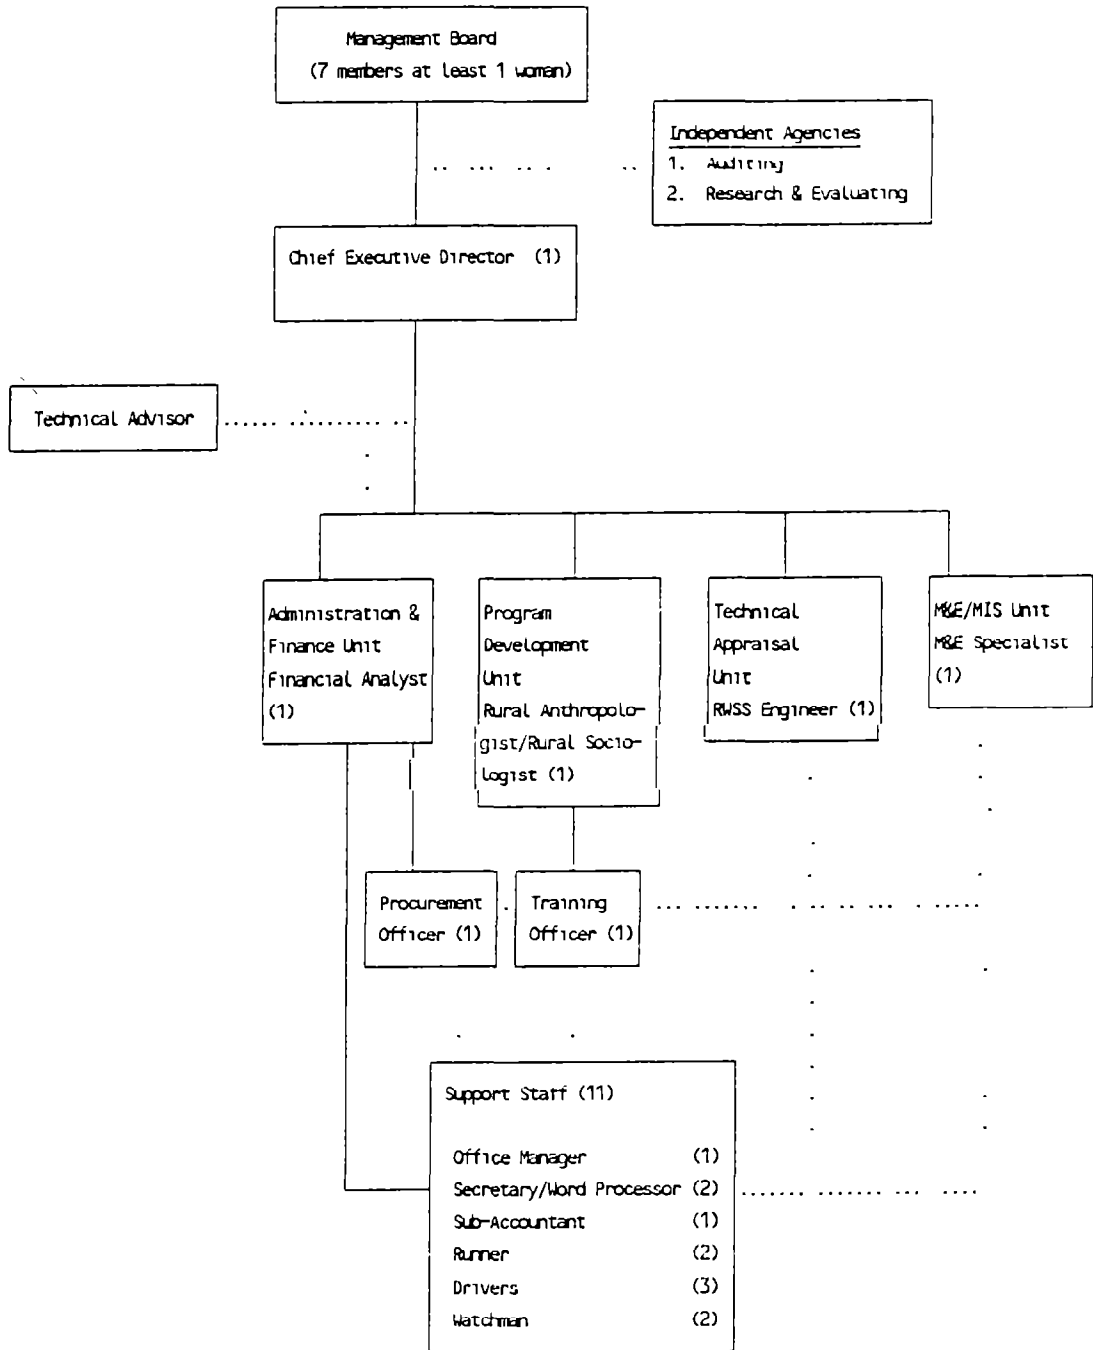 Management Board
(7 members at least 1 woman)
Independent Agencies
1. Auditing
2. Research & Evaluating
Chief Executive Director (1)
Technical Advisor
Administration &
Finance Unit
Financial Analyst
(1)
Program
Development
Unit
Rural Anthropolo-
gist/Rural Socio-
logist (1)
Technical
Appraisal
Unit
RWSS Engineer (1)
M&E/MIS Unit
M&E Specialist
(1)
Procurement
Officer (1)
Training
Officer (1)
Support Staff (11)
Office Manager (1)
Secretary/Word Processor (2)
Sub-Accountant (1)
Runner (2)
Drivers (3)
Watchman (2)